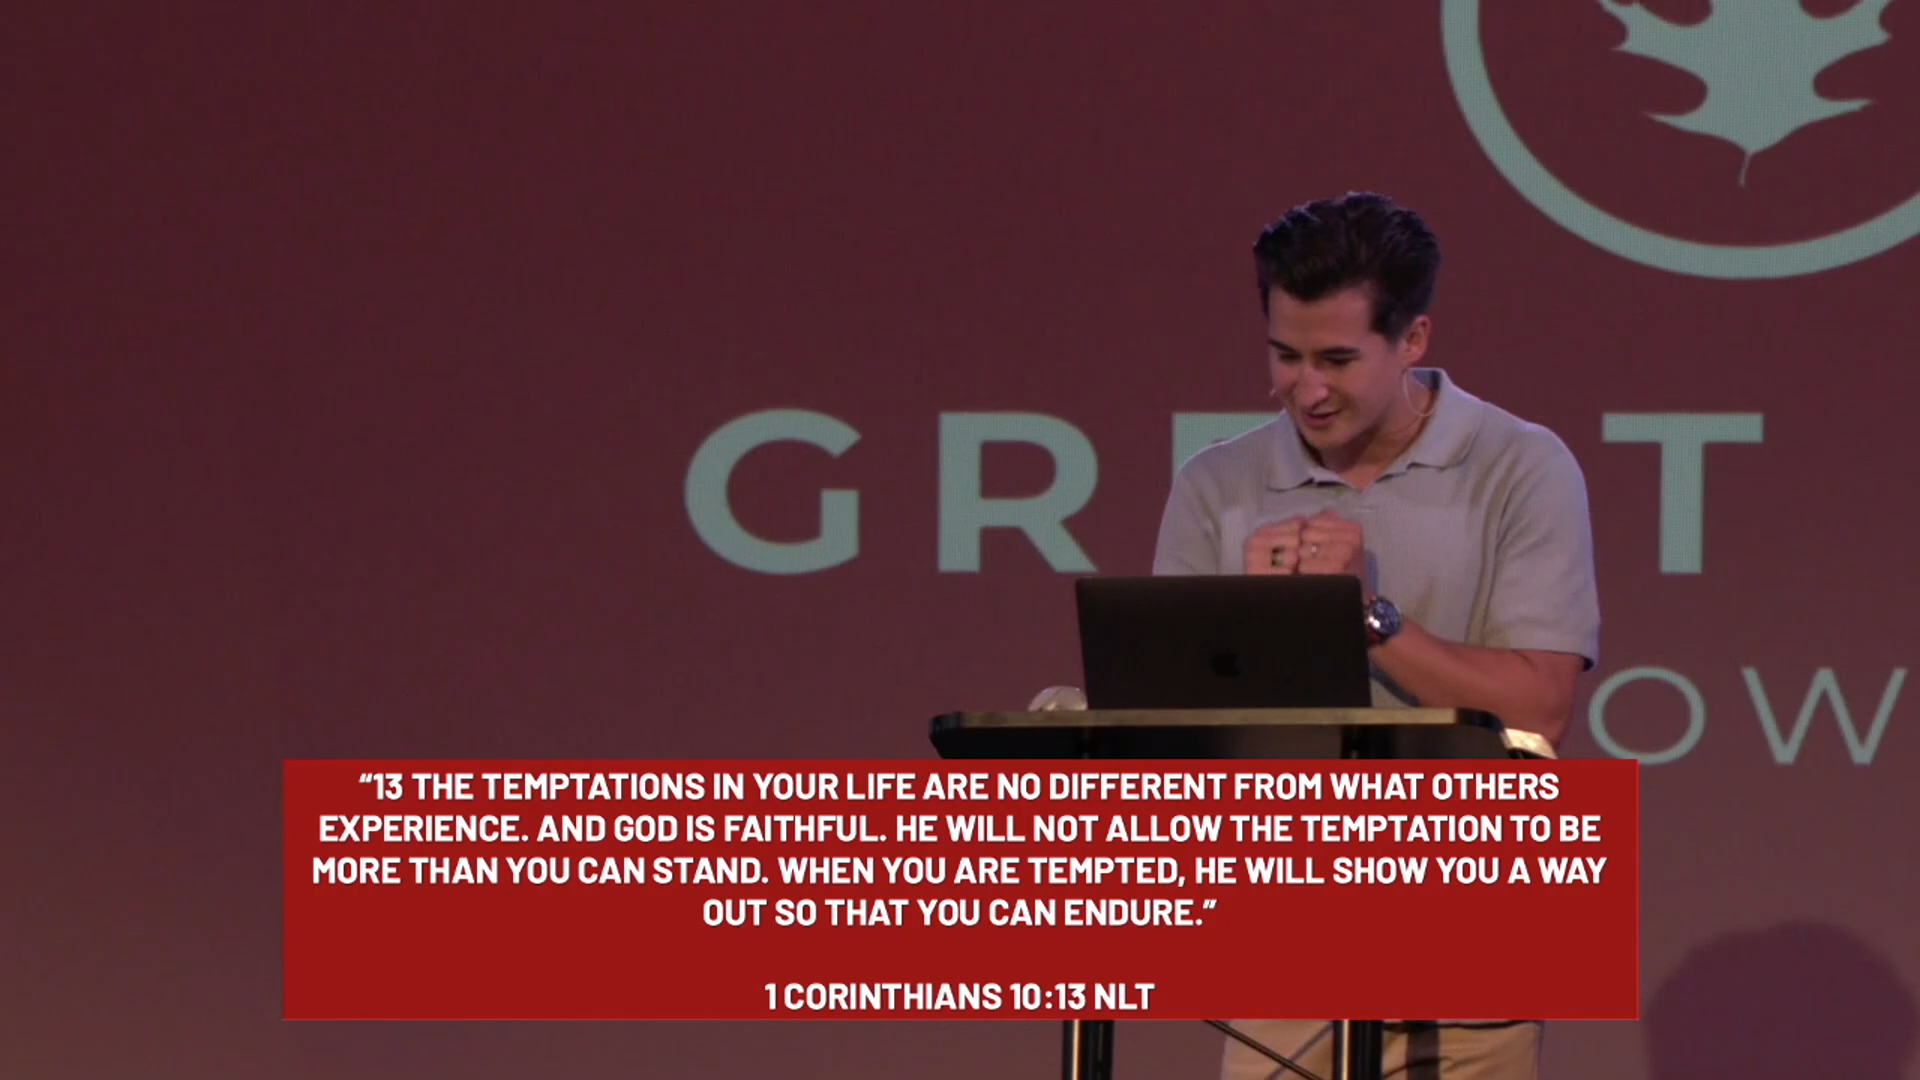 GR T
OW
“13 THE TEMPTATIONS IN YOUR LIFE ARE NO DIFFERENT FROM WHAT OTHERS
EXPERIENCE. AND GOD IS FAITHFUL. HE WILL NOT ALLOW THE TEMPTATION TO BE
MORE THAN YOU CAN STAND. WHEN YOU ARE TEMPTED, HE WILL SHOW YOU A WAY
OUT SO THAT YOU CAN ENDURE.”
1 CORINTHIANS 10:13 NLT